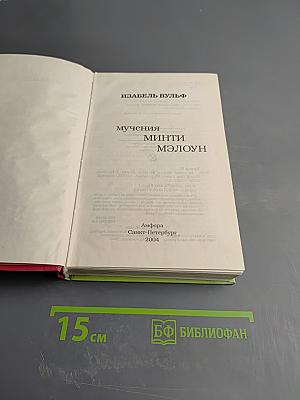 ИЗАБЕЛЬ ВУЛЬФ
мучения
МИНТИ
МЭЛОУН
Амфора
Санкт-Петербург
2004
15 см
БФ БИБЛИОФАН